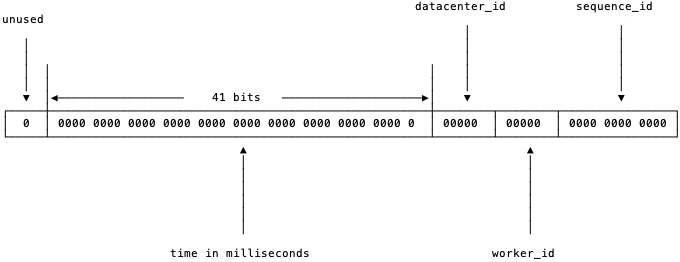 datacenter_id sequence_id
unused
41 bits
0 0000 0000 0000 0000 0000 0000 0000 0000 0000 0000 0 00000 00000 0000 0000 0000
time in milliseconds worker_id